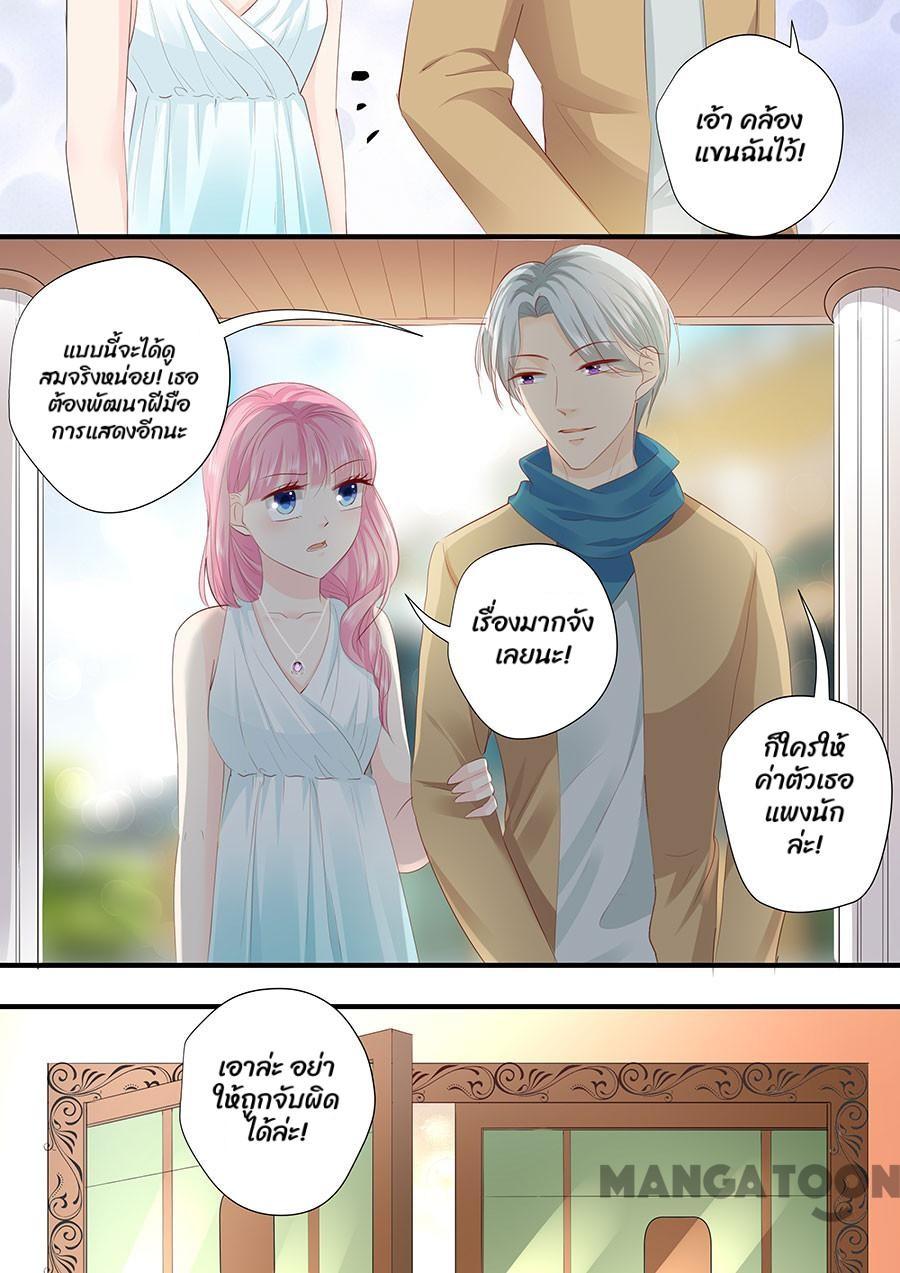 เอ้า คล้อง
แขนฉันไว้!
แบบนี้จะได้ดู
สมจริงหน่อย! เธอ
ต้องพัฒนาฝีมือ
การแสดงอีกนะ
เรื่องมากจัง
เลยนะ!
ก็ใครให้
ค่าตัวเธอ
แพงนัก
ล่ะ!
เอาล่ะ อย่า
ให้ถูกจับผิด
ได้ล่ะ!
MANGATOON